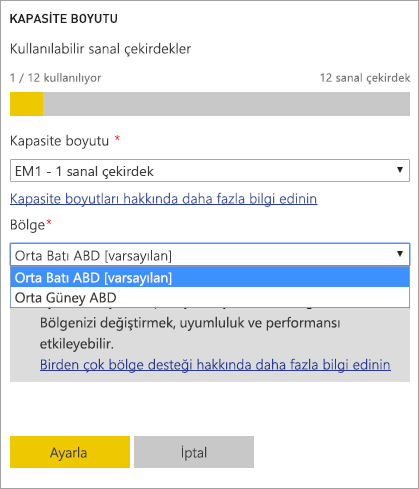 KAPASİTE BOYUTU
Kullanılabilir sanal çekirdekler
1 / 12 kullanılıyor
12 sanal çekirdek
Kapasite boyutu *
EM1 - 1 sanal çekirdek
Kapasite boyutları hakkında daha fazla bilgi edinin
Bölge*
Orta Batı ABD [varsayılan]
Orta Batı ABD [varsayılan]
Orta Güney ABD
Bölgenizi değiştirmek, uyumluluk ve performansı
etkileyebilir.
Birden çok bölge desteği hakkında daha fazla bilgi edinin
Ayarla
İptal